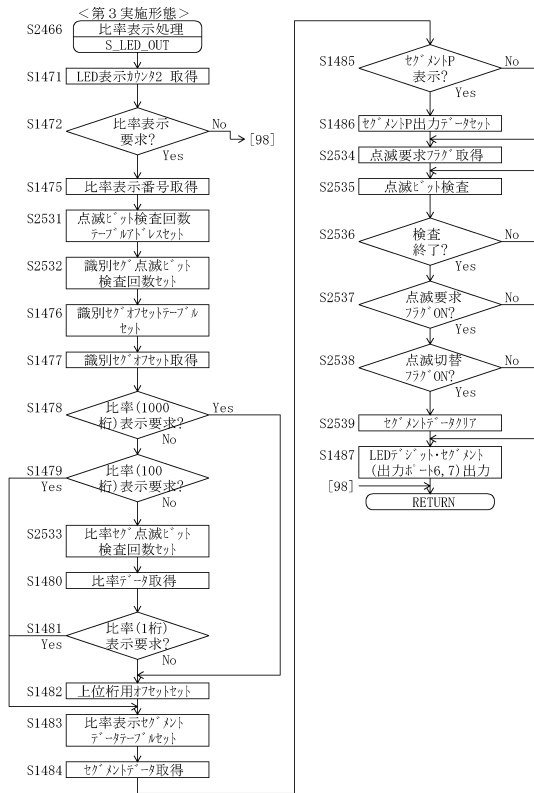 <第3実施形態>
S2466
比率表示処理
S_LED_OUT
S1471
LED表示ｶｳﾝﾀ2 取得
S1472
比率表示
要求?
No
[98]
Yes
S1475
比率表示番号取得
S2531
点滅ﾋﾞｯﾄ検査回数
ﾃｰﾌﾞﾙｱﾄﾞﾚｽｾｯﾄ
S2532
識別ｾｸﾞ点滅ﾋﾞｯﾄ
検査回数ｾｯﾄ
S1476
識別ｾｸﾞｵﾌｾｯﾄﾃｰﾌﾞﾙ
ｾｯﾄ
S1477
識別ｾｸﾞｵﾌｾｯﾄ取得
S1478
比率(1000
桁)表示要求?
Yes
No
S1479
比率(100
桁)表示要求?
Yes
No
S2533
比率ｾｸﾞ点滅ﾋﾞｯﾄ
検査回数ｾｯﾄ
S1480
比率ﾃﾞｰﾀ取得
S1481
比率(1桁)
表示要求?
Yes
No
S1482
上位桁用ｵﾌｾｯﾄｾｯﾄ
S1483
比率表示ｾｸﾞﾒﾝﾄ
ﾃﾞｰﾀﾃｰﾌﾞﾙｾｯﾄ
S1484
ｾｸﾞﾒﾝﾄﾃﾞｰﾀ取得
S1485
ｾｸﾞﾒﾝﾄP
表示?
No
Yes
S1486
ｾｸﾞﾒﾝﾄP出力ﾃﾞｰﾀｾｯﾄ
S2534
点滅要求ﾌﾗｸﾞ取得
S2535
点滅ﾋﾞｯﾄ検査
S2536
検査
終了?
No
Yes
S2537
点滅要求
ﾌﾗｸﾞON?
No
Yes
S2538
点滅切替
ﾌﾗｸﾞON?
No
Yes
S2539
ｾｸﾞﾒﾝﾄﾃﾞｰﾀｸﾘｱ
S1487
LEDﾃﾞｼﾞｯﾄ・ｾｸﾞﾒﾝﾄ
(出力ﾎﾟｰﾄ6,7)出力
[98]
RETURN